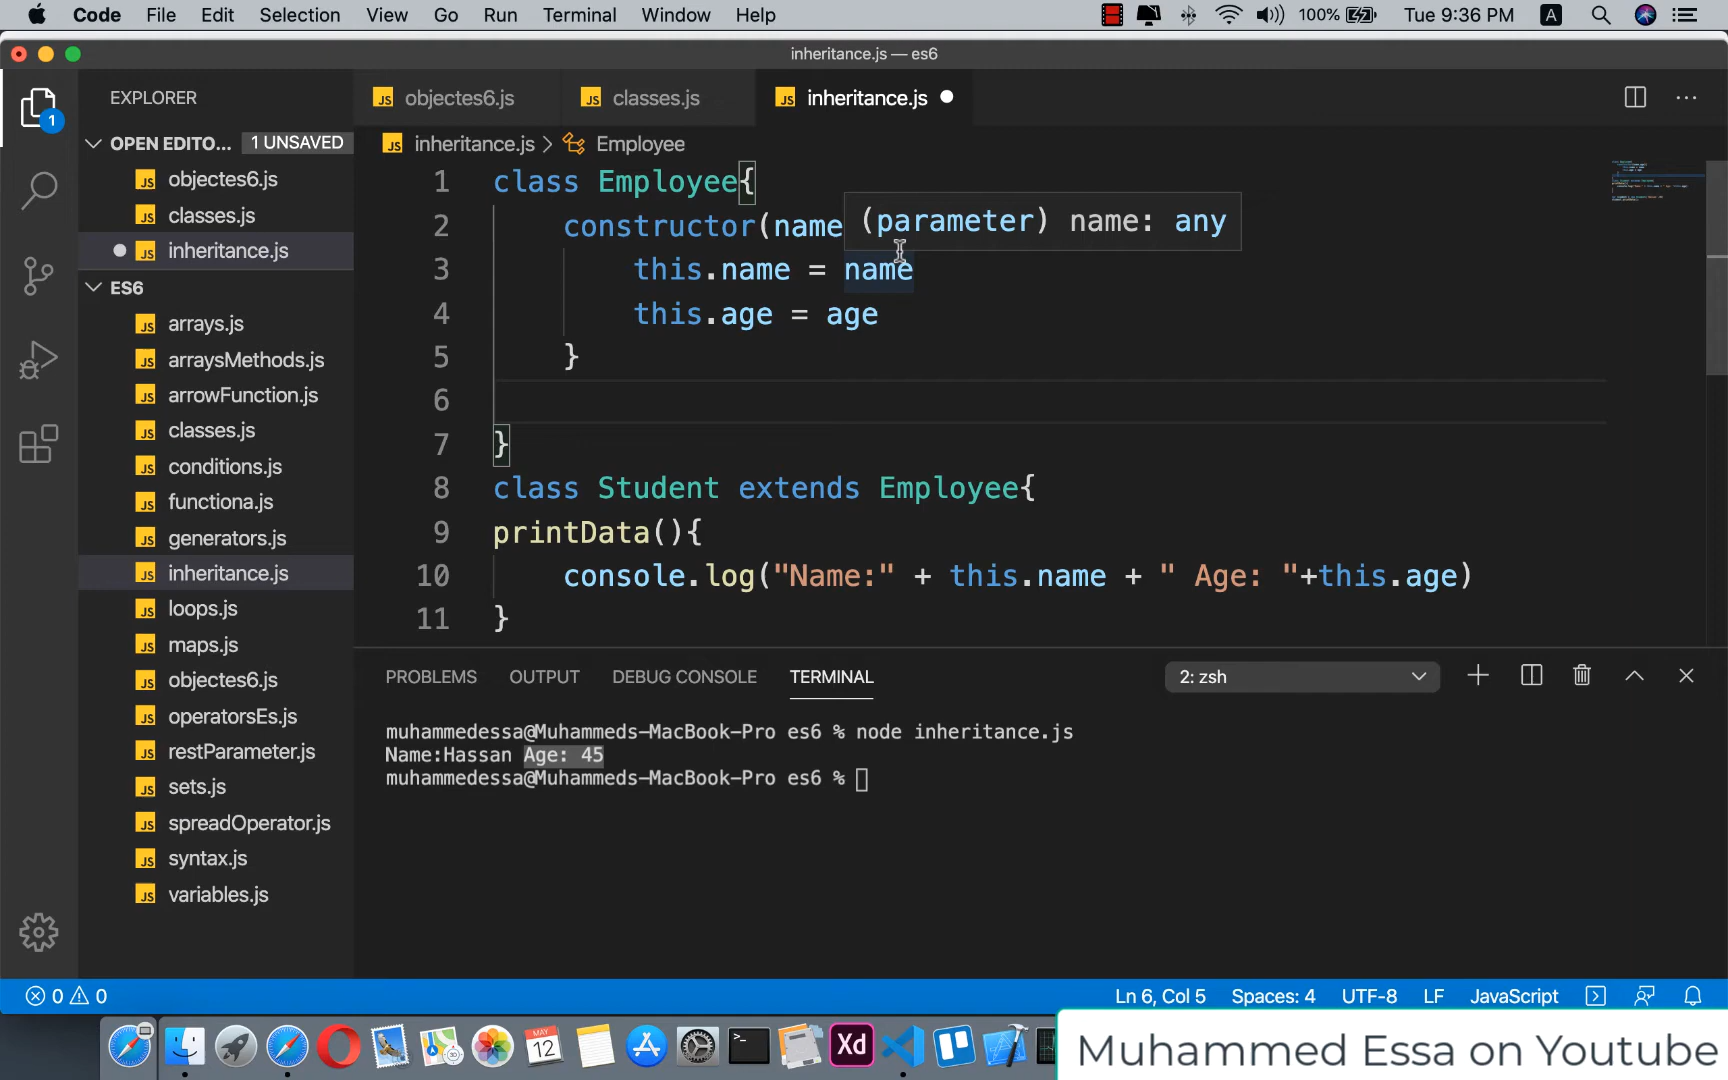 Code File Edit Selection View Go Run Terminal Window Help 100% Tue 9:36 PM A
inheritance.js — es6
EXPLORER
objectes6.js classes.js inheritance.js
1
OPEN EDITO... 1 UNSAVED
inheritance.js > Employee
objectes6.js
classes.js
inheritance.js
ES6
arrays.js
arraysMethods.js
arrowFunction.js
classes.js
conditions.js
functiona.js
generators.js
inheritance.js
loops.js
maps.js
objectes6.js
operatorsEs.js
restParameter.js
sets.js
spreadOperator.js
syntax.js
variables.js
1 class Employee{
2 constructor(name
(parameter) name: any
3 this.name = name
4 this.age = age
5 }
6
7 }
8 class Student extends Employee{
9 printData(){
10 console.log("Name:" + this.name + " Age: "+this.age)
11 }
PROBLEMS OUTPUT DEBUG CONSOLE TERMINAL 2: zsh
muhammedessa@Muhammeds-MacBook-Pro es6 % node inheritance.js
Name:Hassan Age: 45
muhammedessa@Muhammeds-MacBook-Pro es6 %
0 0 Ln 6, Col 5 Spaces: 4 UTF-8 LF JavaScript
MAY
12
Xd
Muhammed Essa on Youtube